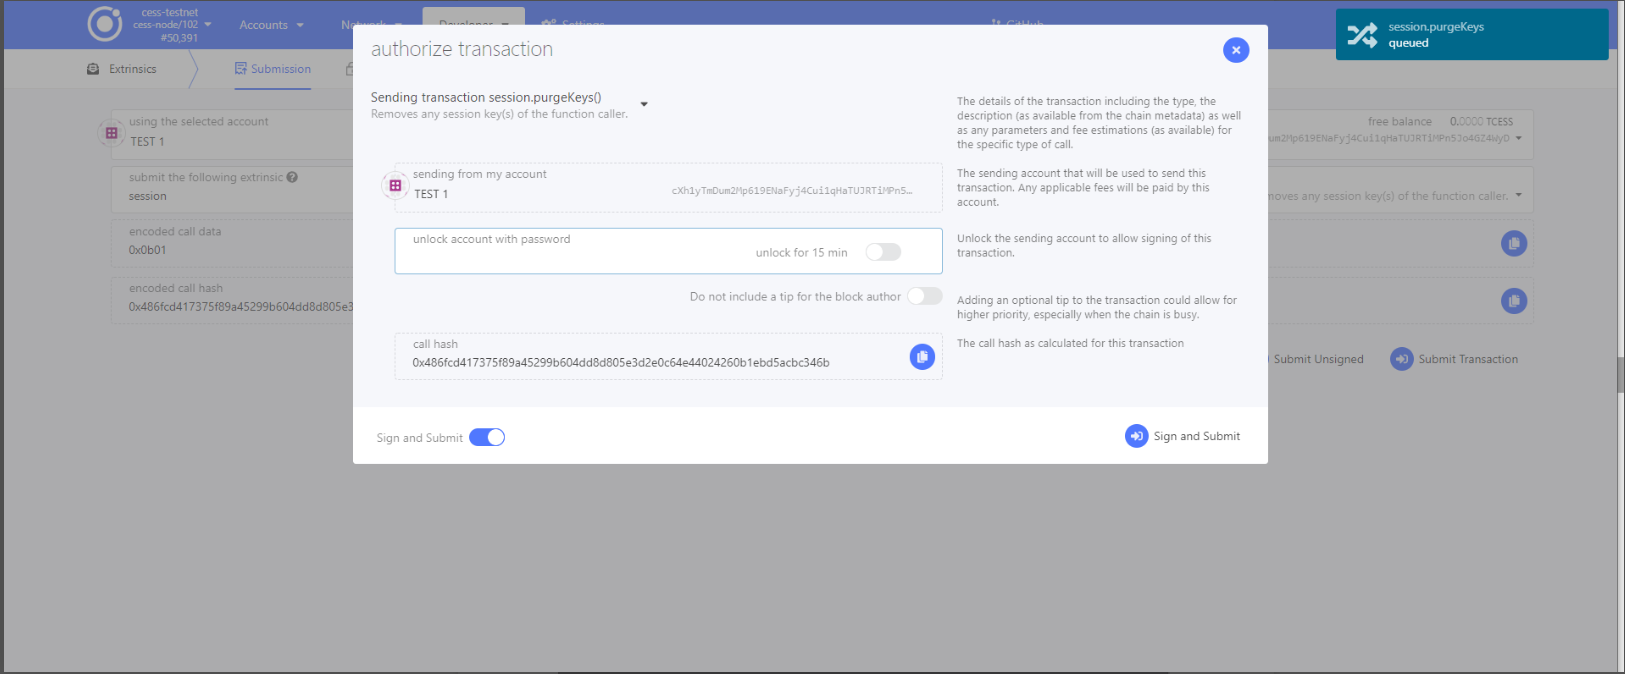 cess-testnet
cess-node/102
#50,391
Accounts
Developer
Settings
GitHub
session.purgeKeys
queued
Extrinsics
Submission
authorize transaction
Sending transaction session.purgeKeys()
Removes any session key(s) of the function caller.
The details of the transaction including the type, the
description (as available from the chain metadata) as well
as any parameters and fee estimations (as available) for
the specific type of call.
using the selected account
TEST 1
free balance 0.0000 TCESS
um2Mp619ENaFyj4Cui1qHaTUJRTiMPn5Jo4GZ4WyD
sending from my account
TEST 1
cXh1yTmDum2Mp619ENaFyj4Cui1qHaTUJRTiMPn5…
The sending account that will be used to send this
transaction. Any applicable fees will be paid by this
account.
submit the following extrinsic
session
moves any session key(s) of the function caller.
unlock account with password
unlock for 15 min
Unlock the sending account to allow signing of this
transaction.
encoded call data
0x0b01
Do not include a tip for the block author
Adding an optional tip to the transaction could allow for
higher priority, especially when the chain is busy.
encoded call hash
0x486fcd417375f89a45299b604dd8d805e3
call hash
0x486fcd417375f89a45299b604dd8d805e3d2e0c64e44024260b1ebd5acbc346b
The call hash as calculated for this transaction
Submit Unsigned
Submit Transaction
Sign and Submit
Sign and Submit